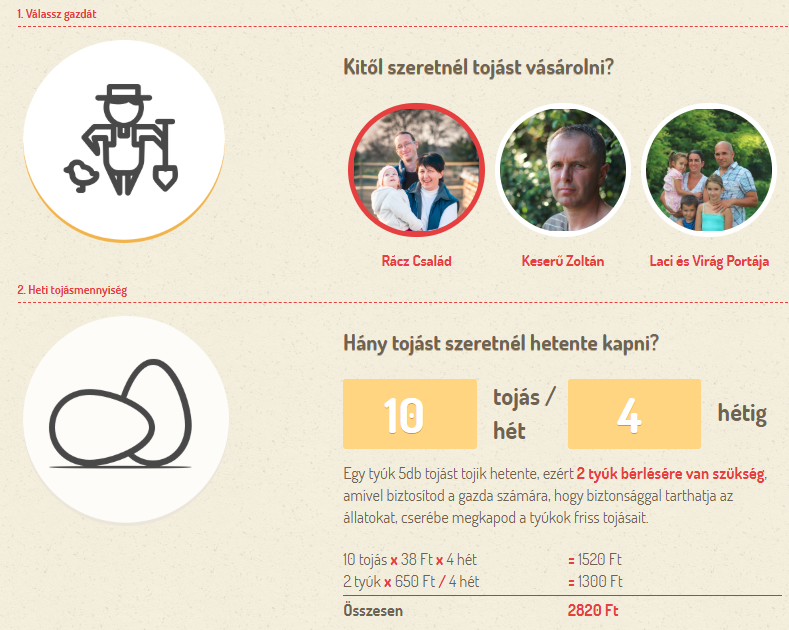 1. Válassz gazdát
Kitől szeretnél tojást vásárolni?
Rácz Család
Keserű Zoltán
Laci és Virág Portája
2. Heti tojásmennyiség
Hány tojást szeretnél hetente kapni?
10 tojás / hét 4 hétig
Egy tyúk 5db tojást tojik hetente, ezért 2 tyúk bérlésére van szükség,
amivel biztosítod a gazda számára, hogy biztonsággal tarthatja az
állatokat, cserébe megkapod a tyúkok friss tojásait.
10 tojás x 38 Ft x 4 hét = 1520 Ft
2 tyúk x 650 Ft / 4 hét = 1300 Ft
Összesen 2820 Ft